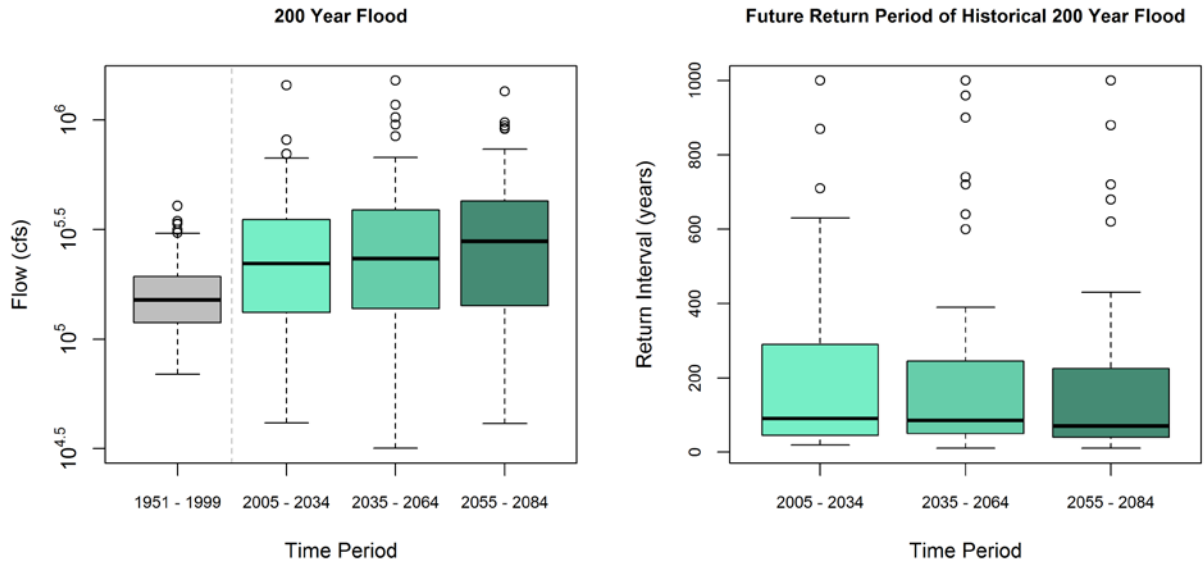 200 Year Flood
Flow (cfs)
10^6
10^5.5
10^5
10^4.5
1951 - 1999
2005 - 2034
2035 - 2064
2055 - 2084
Time Period
Future Return Period of Historical 200 Year Flood
Return Interval (years)
1000
800
600
400
200
0
2005 - 2034
2035 - 2064
2055 - 2084
Time Period